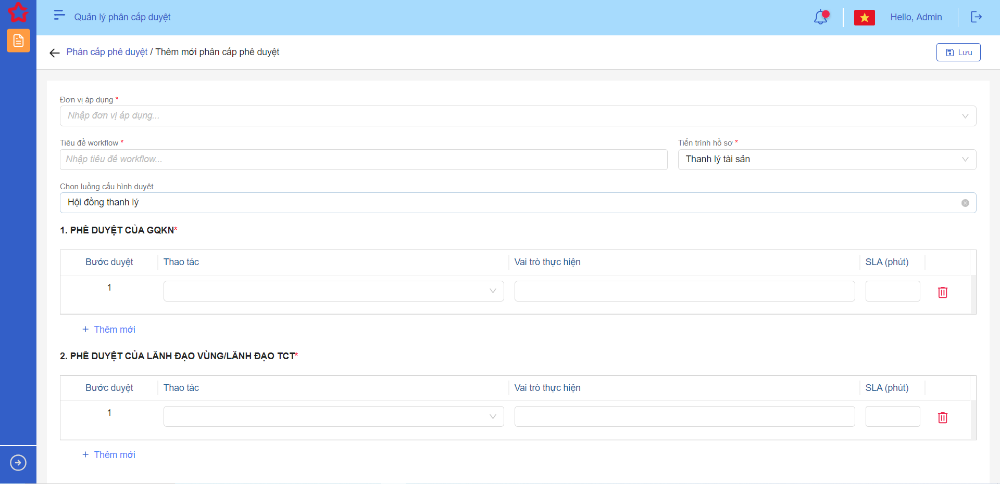 Quản lý phân cấp duyệt
Hello, Admin
Phân cấp phê duyệt / Thêm mới phân cấp phê duyệt
Lưu
Đơn vị áp dụng *
Nhập đơn vị áp dụng...
Tiêu đề workflow *
Tiến trình hồ sơ *
Nhập tiêu đề workflow...
Thanh lý tài sản
Chọn luồng cấu hình duyệt
Hội đồng thanh lý
1. PHÊ DUYỆT CỦA GQKN*
Bước duyệt Thao tác Vai trò thực hiện SLA (phút)
1
+ Thêm mới
2. PHÊ DUYỆT CỦA LÃNH ĐẠO VÙNG/LÃNH ĐẠO TCT*
Bước duyệt Thao tác Vai trò thực hiện SLA (phút)
1
+ Thêm mới